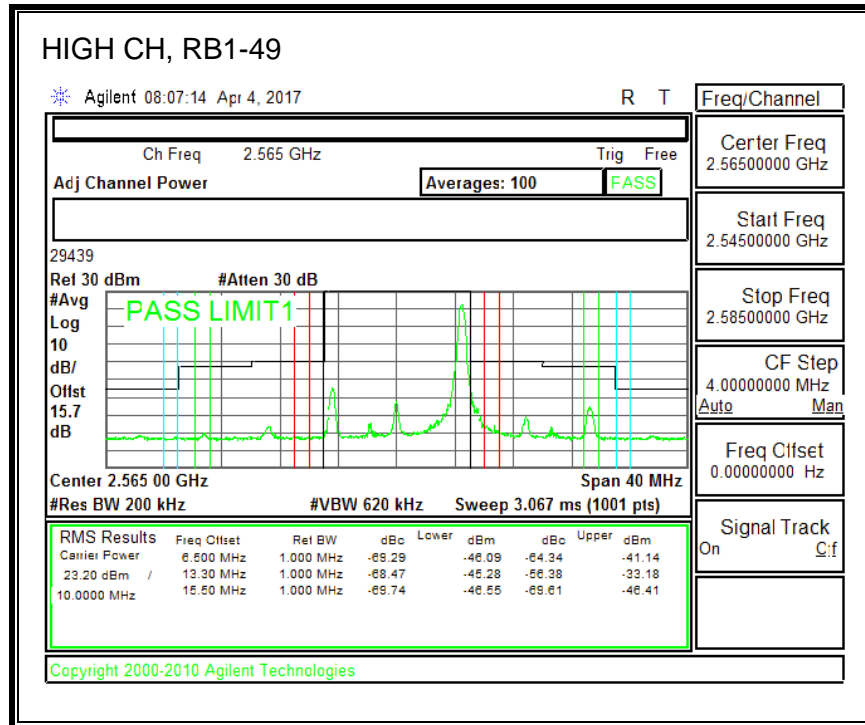 HIGH CH, RB1-49
Agilent 08:07:14 Apr 4, 2017 R T
Freq/Channel
Ch Freq 2.565 GHz Trig Free
Adj Channel Power Averages: 100 PASS
Center Freq
2.56500000 GHz
Start Freq
2.54500000 GHz
29439
Ref 30 dBm #Atten 30 dB
#Avg
Log
10
dB/
Offst
15.7
dB
PASS LIMIT1
Stop Freq
2.58500000 GHz
CF Step
4.00000000 MHz
Auto Man
Freq Offset
0.00000000 Hz
Center 2.565 00 GHz Span 40 MHz
#Res BW 200 kHz #VBW 620 kHz Sweep 3.067 ms (1001 pts)
Signal Track
On Off
RMS Results Freq Offset Ref BW dBc Lower dBm dBc Upper dBm
Carrier Power 6.500 MHz 1.000 MHz -69.29 -46.09 -64.34 -41.14
23.20 dBm / 13.30 MHz 1.000 MHz -68.47 -45.28 -56.38 -33.18
10.0000 MHz 15.50 MHz 1.000 MHz -69.74 -46.55 -69.61 -46.41
Copyright 2000-2010 Agilent Technologies